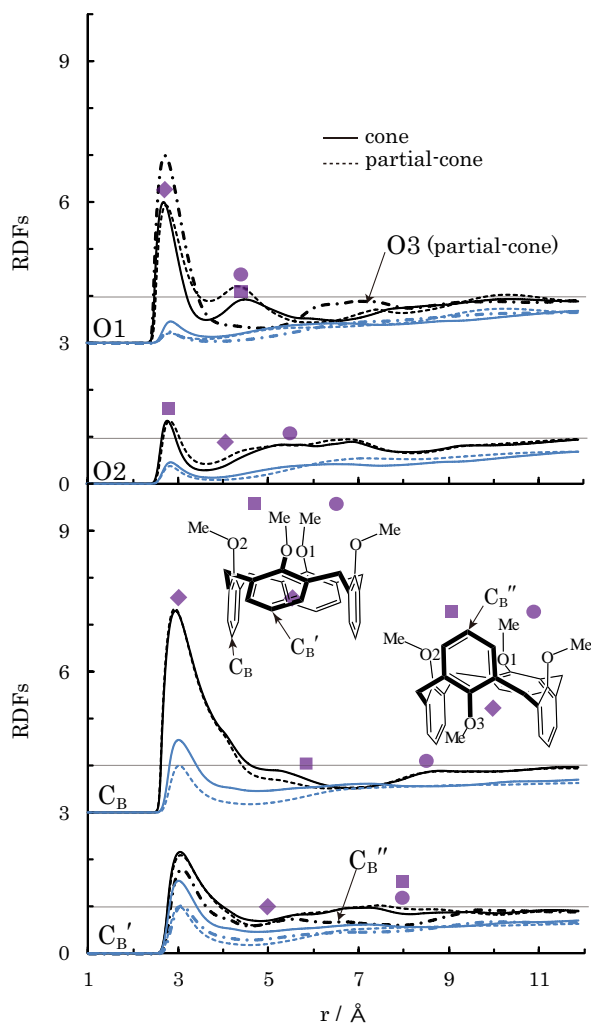 9
cone
partial-cone
6
RDFs
O3 (partial-cone)
O1
3
O2
0
9
Me
Me
Me
Me
O2
O
O1
O
C_B″
C_B′
C_B
6
Me
Me
Me
O2
O1
O
O3
Me
RDFs
C_B
3
C_B″
C_B′
0
1
3
5
7
9
11
r / Å